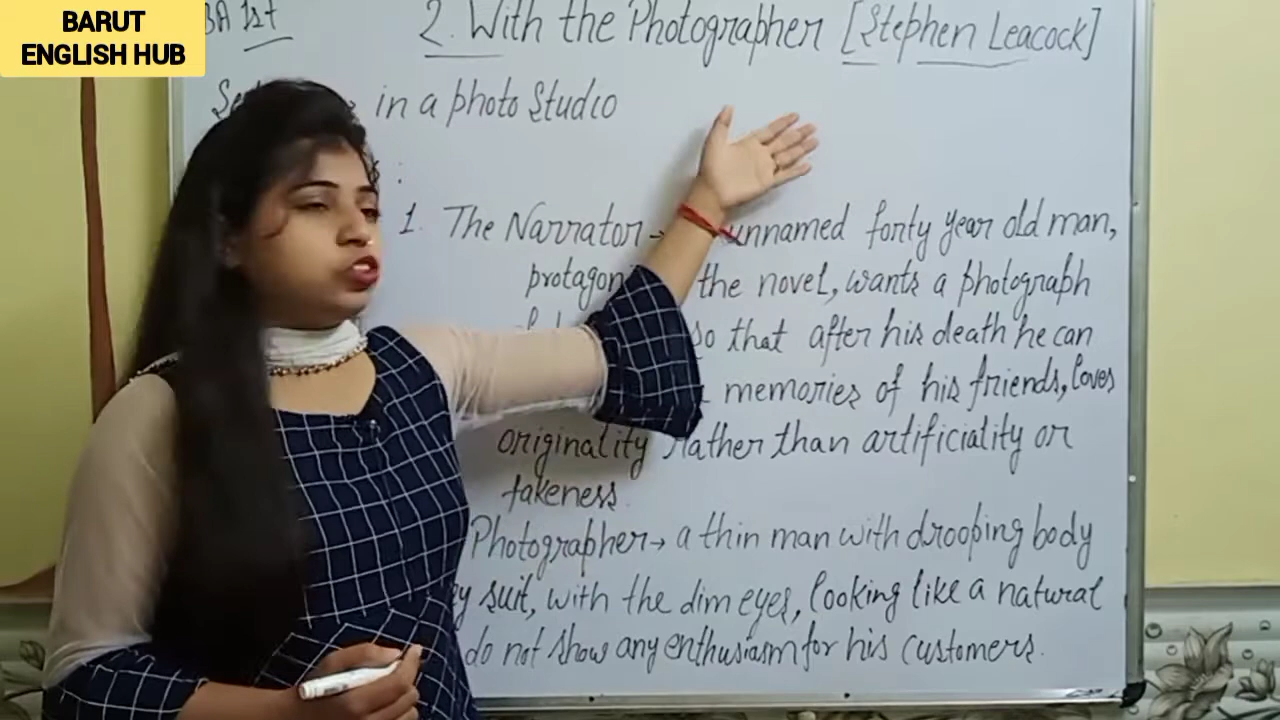 BARUT
ENGLISH HUB
BA 1st
2. With the Photographer [Stephen Leacock]
in a photo Studio
1. The Narrator → unnamed forty year old man,
the novel, wants a photograph
so that after his death he can
memories of his friends, loves
originality rather than artificiality or
fakeness.
Photographer → a thin man with drooping body
suit, with the dim eyes, looking like a natural
do not show any enthusiasm for his customers.